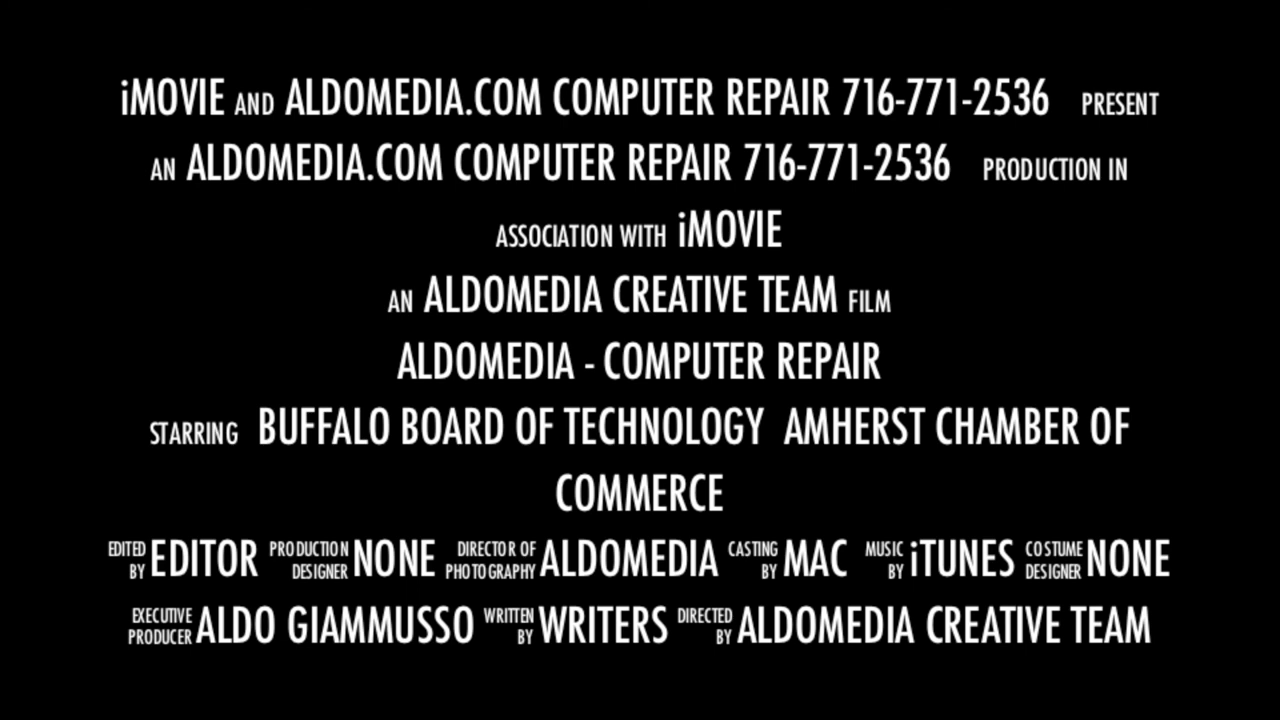 iMOVIE AND ALDOMEDIA.COM COMPUTER REPAIR 716-771-2536 PRESENT
AN ALDOMEDIA.COM COMPUTER REPAIR 716-771-2536 PRODUCTION IN
ASSOCIATION WITH iMOVIE
AN ALDOMEDIA CREATIVE TEAM FILM
ALDOMEDIA - COMPUTER REPAIR
STARRING BUFFALO BOARD OF TECHNOLOGY AMHERST CHAMBER OF
COMMERCE
EDITED BY EDITOR PRODUCTION DESIGNER NONE DIRECTOR OF PHOTOGRAPHY ALDOMEDIA CASTING BY MAC MUSIC BY iTUNES COSTUME DESIGNER NONE
EXECUTIVE PRODUCER ALDO GIAMMUSSO WRITTEN BY WRITERS DIRECTED BY ALDOMEDIA CREATIVE TEAM